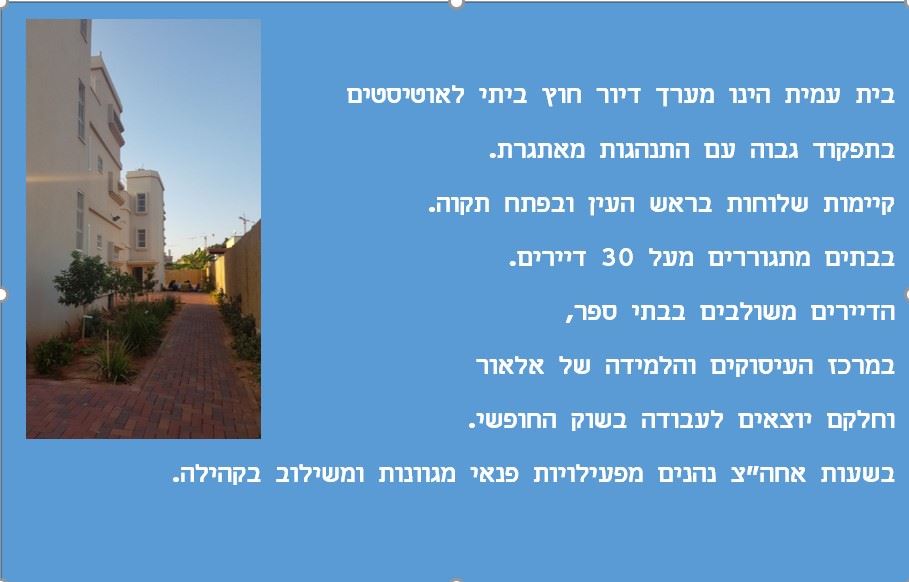 בית עמית הינו מערך דיור חוץ ביתי לאוטיסטים
בתפקוד גבוה עם התנהגות מאתגרת.
קיימות שלוחות בראש העין ובפתח תקוה.
בבתים מתגוררים מעל 30 דיירים.
הדיירים משולבים בבתי ספר,
במרכז העיסוקים והלמידה של אלאור
וחלקם יוצאים לעבודה בשוק החופשי.
בשעות אחה״צ נהנים מפעילויות פנאי מגוונות ומשילוב בקהילה.